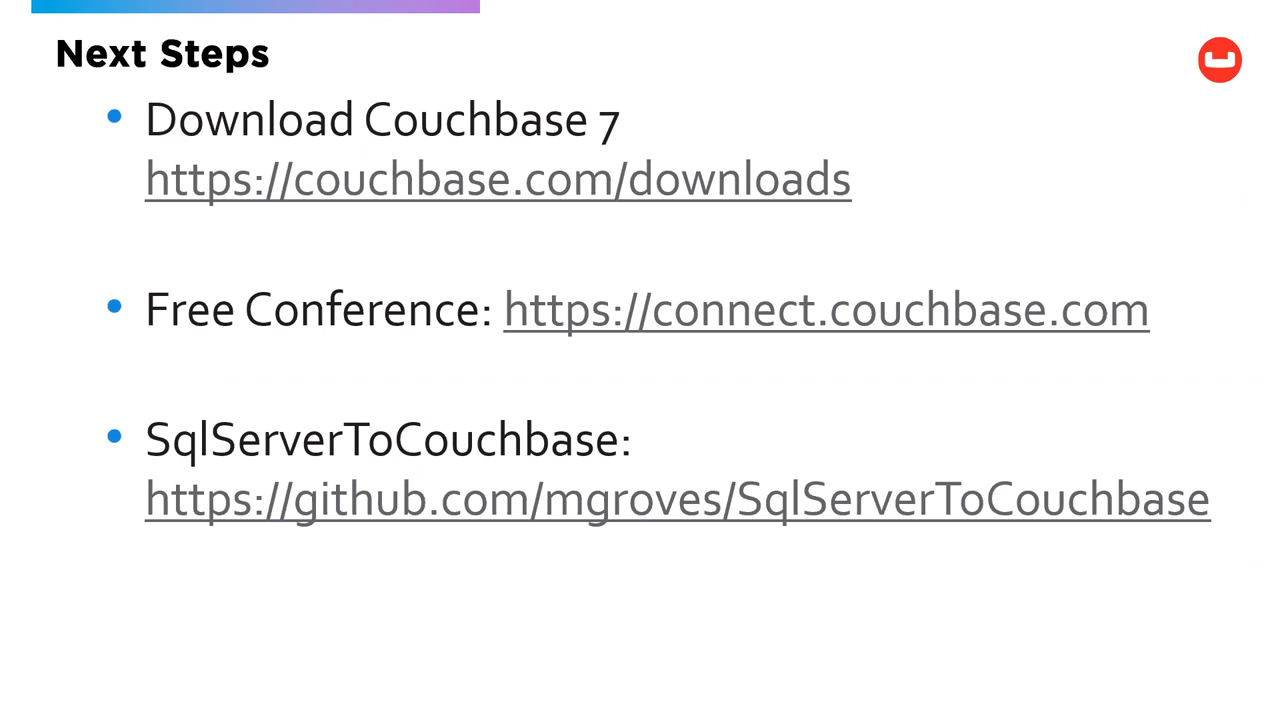 Next Steps
Download Couchbase 7
https://couchbase.com/downloads
Free Conference: https://connect.couchbase.com
SqlServerToCouchbase:
https://github.com/mgroves/SqlServerToCouchbase